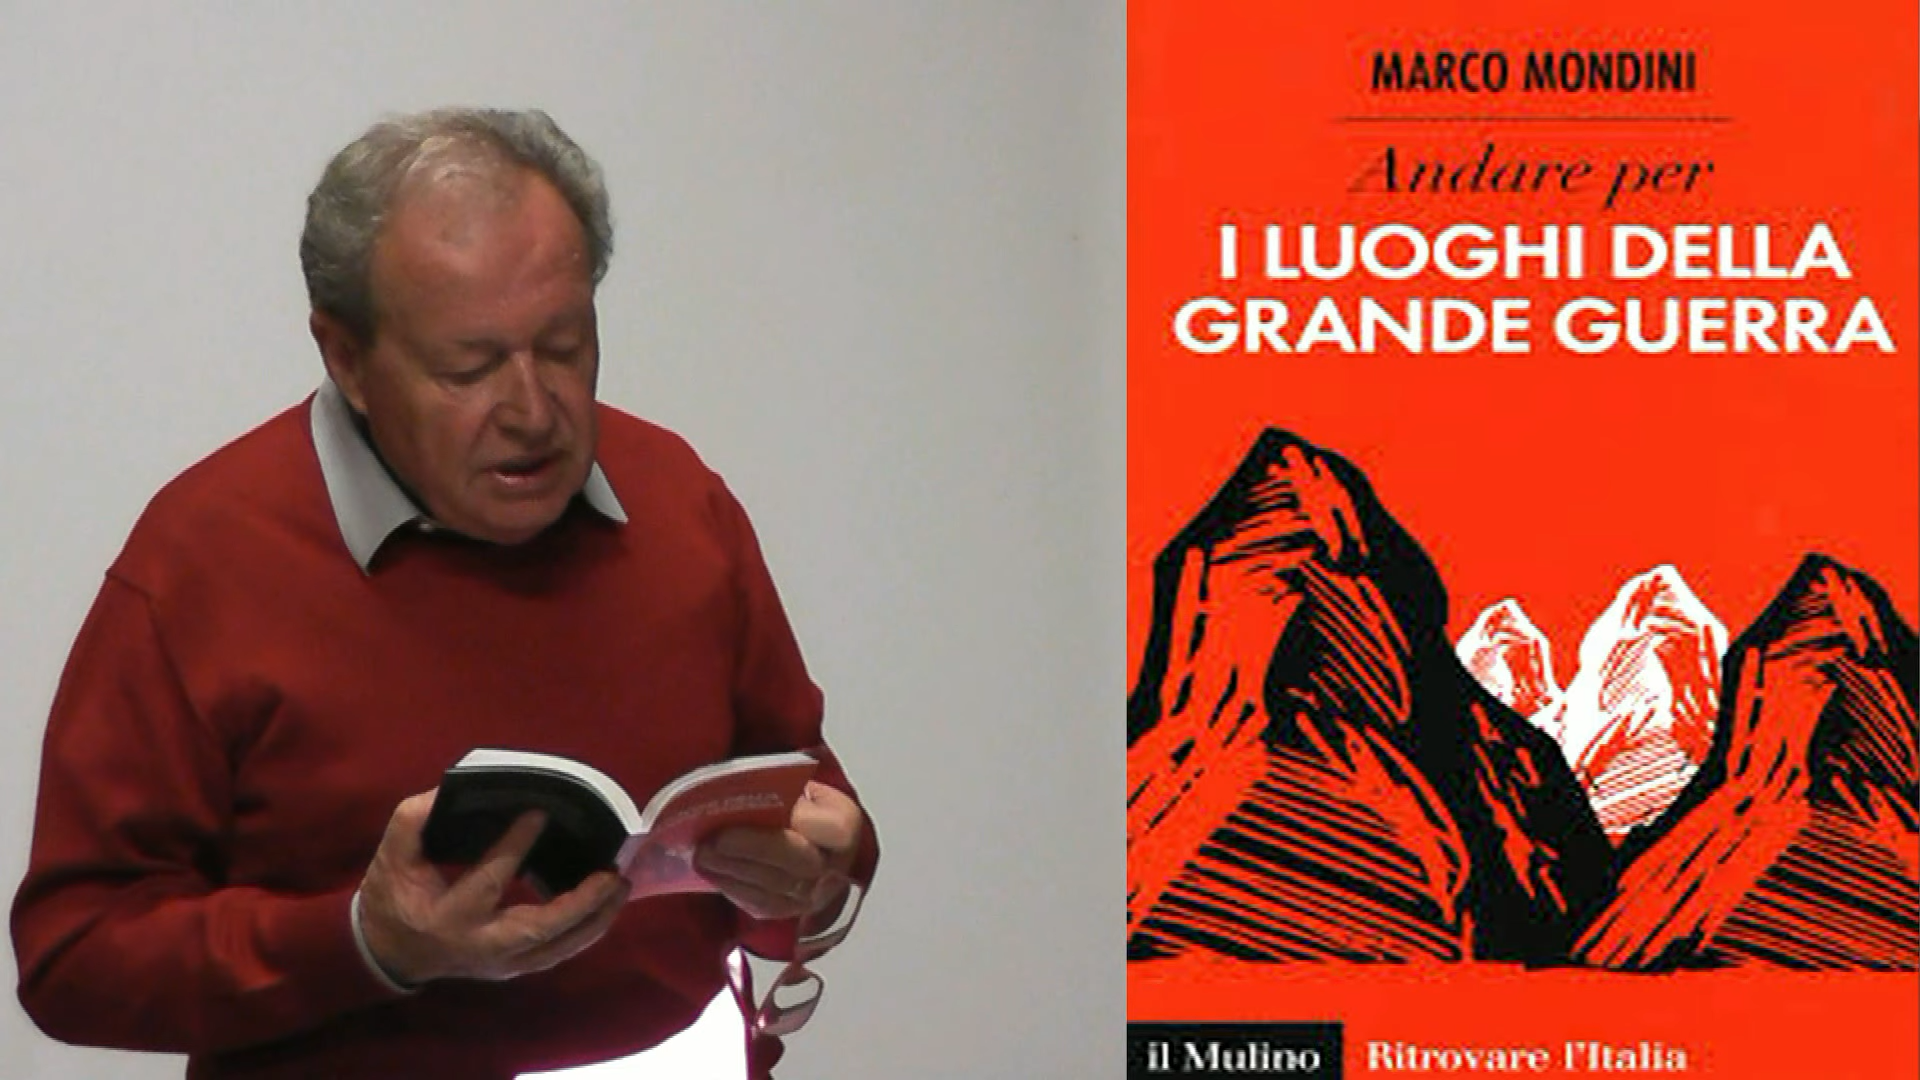 MARCO MONDINI
Andare per
I LUOGHI DELLA
GRANDE GUERRA
il Mulino
Ritrovare l'Italia